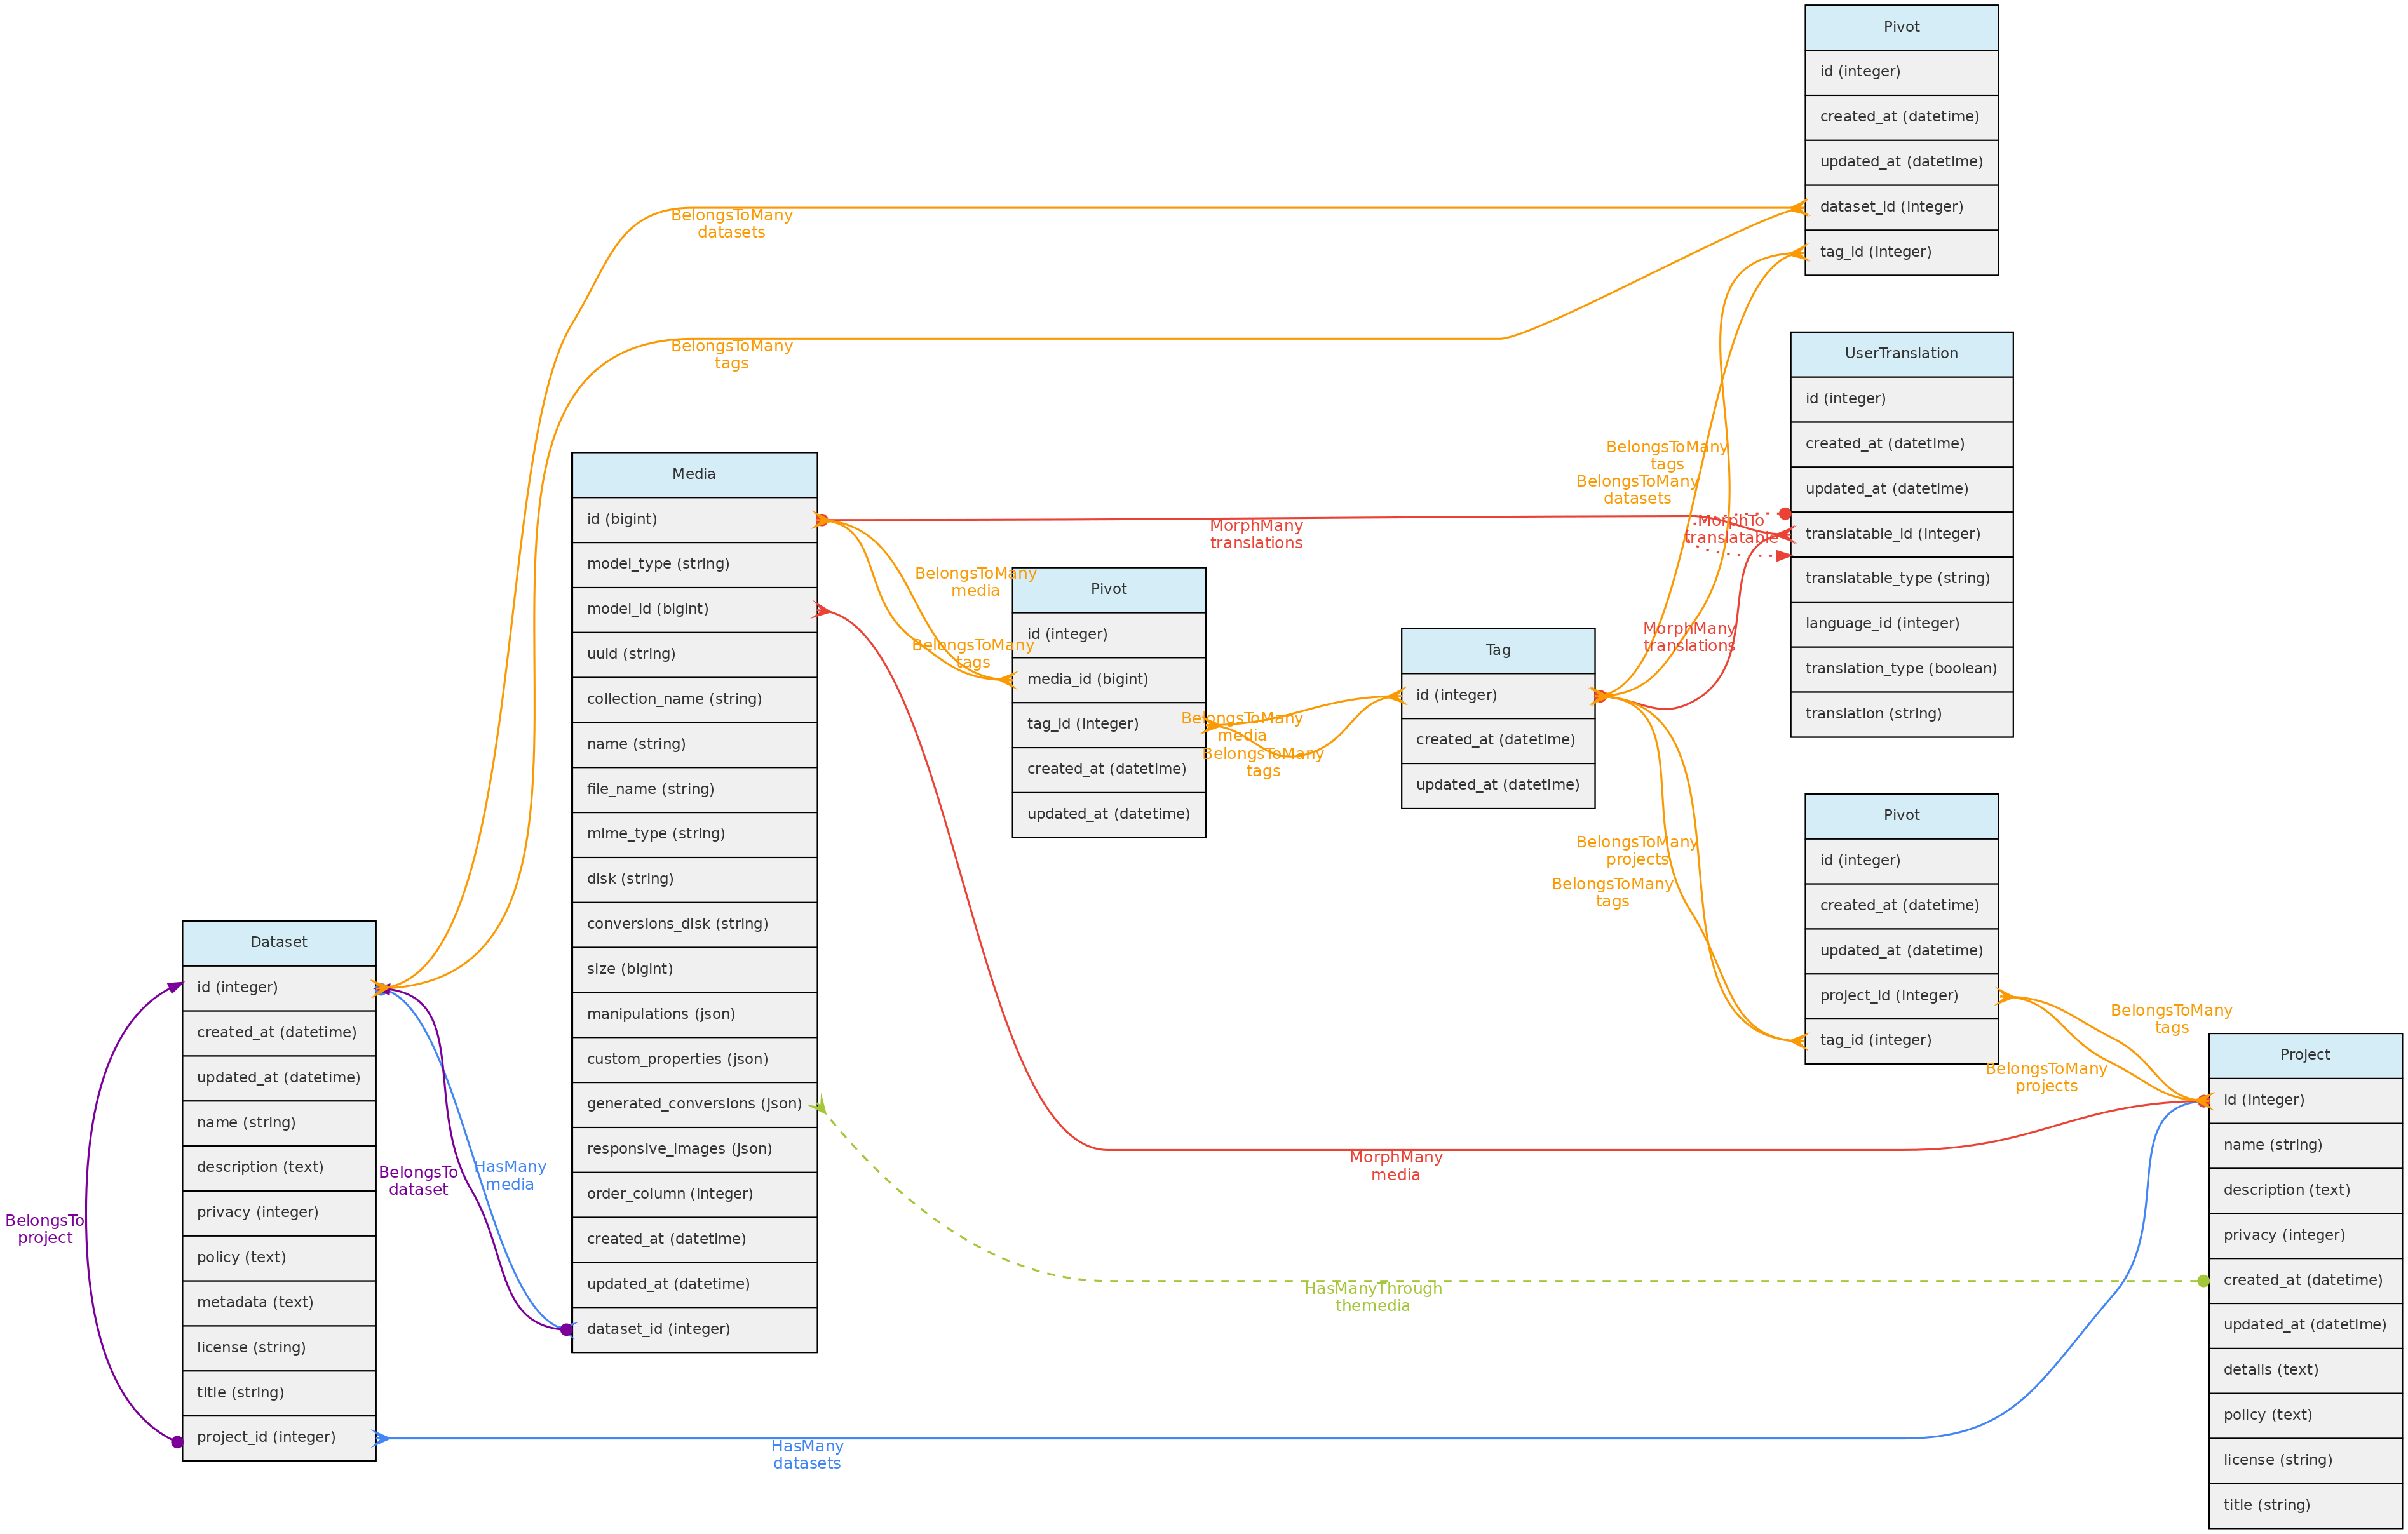 Pivot
id (integer)
created_at (datetime)
updated_at (datetime)
dataset_id (integer)
tag_id (integer)
BelongsToMany
datasets
BelongsToMany
tags
UserTranslation
id (integer)
created_at (datetime)
updated_at (datetime)
translatable_id (integer)
translatable_type (string)
language_id (integer)
translation_type (boolean)
translation (string)
BelongsToMany
tags
BelongsToMany
datasets
MorphTo
translatable
MorphMany
translations
MorphMany
translations
Media
id (bigint)
model_type (string)
model_id (bigint)
uuid (string)
collection_name (string)
name (string)
file_name (string)
mime_type (string)
disk (string)
conversions_disk (string)
size (bigint)
manipulations (json)
custom_properties (json)
generated_conversions (json)
responsive_images (json)
order_column (integer)
created_at (datetime)
updated_at (datetime)
dataset_id (integer)
BelongsToMany
media
BelongsToMany
tags
Pivot
id (integer)
media_id (bigint)
tag_id (integer)
created_at (datetime)
updated_at (datetime)
BelongsToMany
media
BelongsToMany
tags
Tag
id (integer)
created_at (datetime)
updated_at (datetime)
BelongsToMany
projects
BelongsToMany
tags
Pivot
id (integer)
created_at (datetime)
updated_at (datetime)
project_id (integer)
tag_id (integer)
BelongsToMany
tags
BelongsToMany
projects
Dataset
id (integer)
created_at (datetime)
updated_at (datetime)
name (string)
description (text)
privacy (integer)
policy (text)
metadata (text)
license (string)
title (string)
project_id (integer)
BelongsTo
project
BelongsTo
dataset
HasMany
media
MorphMany
media
HasManyThrough
themedia
HasMany
datasets
Project
id (integer)
name (string)
description (text)
privacy (integer)
created_at (datetime)
updated_at (datetime)
details (text)
policy (text)
license (string)
title (string)